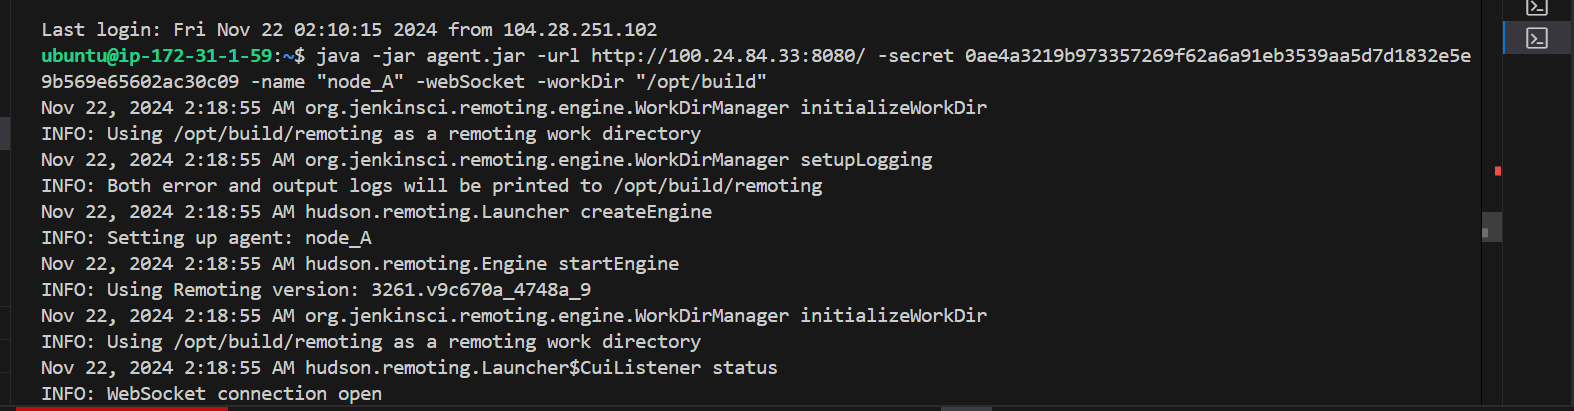 Last login: Fri Nov 22 02:10:15 2024 from 104.28.251.102
ubuntu@ip-172-31-1-59:~$ java -jar agent.jar -url http://100.24.84.33:8080/ -secret 0ae4a3219b973357269f62a6a91eb3539aa5d7d1832e5e
9b569e65602ac30c09 -name "node_A" -webSocket -workDir "/opt/build"
Nov 22, 2024 2:18:55 AM org.jenkinsci.remoting.engine.WorkDirManager initializeWorkDir
INFO: Using /opt/build/remoting as a remoting work directory
Nov 22, 2024 2:18:55 AM org.jenkinsci.remoting.engine.WorkDirManager setupLogging
INFO: Both error and output logs will be printed to /opt/build/remoting
Nov 22, 2024 2:18:55 AM hudson.remoting.Launcher createEngine
INFO: Setting up agent: node_A
Nov 22, 2024 2:18:55 AM hudson.remoting.Engine startEngine
INFO: Using Remoting version: 3261.v9c670a_4748a_9
Nov 22, 2024 2:18:55 AM org.jenkinsci.remoting.engine.WorkDirManager initializeWorkDir
INFO: Using /opt/build/remoting as a remoting work directory
Nov 22, 2024 2:18:55 AM hudson.remoting.Launcher$CuiListener status
INFO: WebSocket connection open